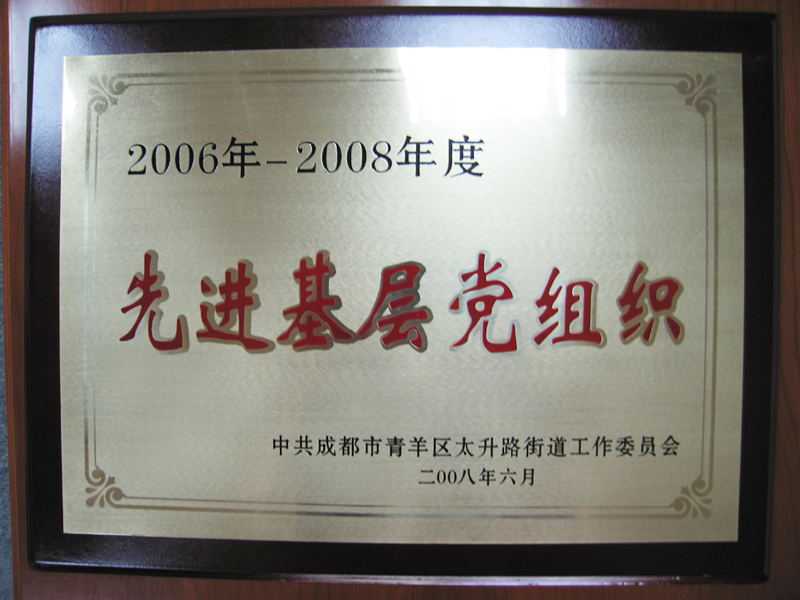 2006年-2008年度
先进基层党组织
中共成都市青羊区太升路街道工作委员会
二00八年六月